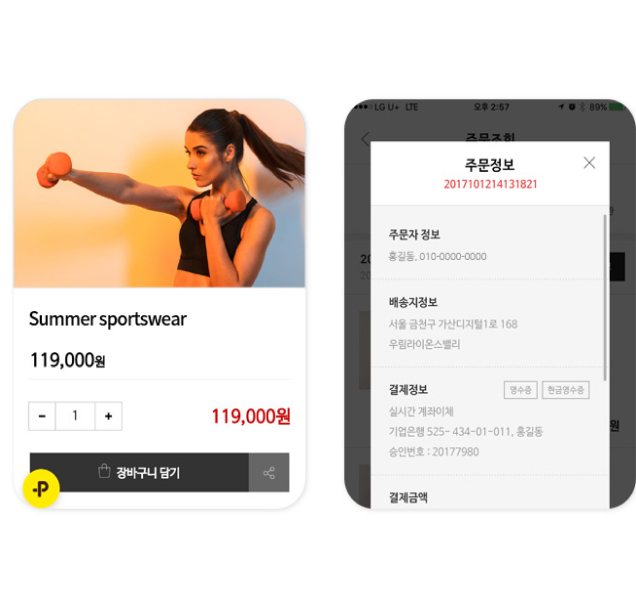 Summer sportswear
119,000원
- 1 +
119,000원
장바구니 담기
P
LG U+ LTE 오후 2:57 89%
주문조회
주문정보
2017101214131821
주문자 정보
홍길동, 010-0000-0000
배송지정보
서울 금천구 가산디지털1로 168
우림라이온스밸리
결제정보 영수증 현금영수증
실시간 계좌이체
기업은행 525- 434-01-011, 홍길동
승인번호 : 20177980
결제금액
20
20
원